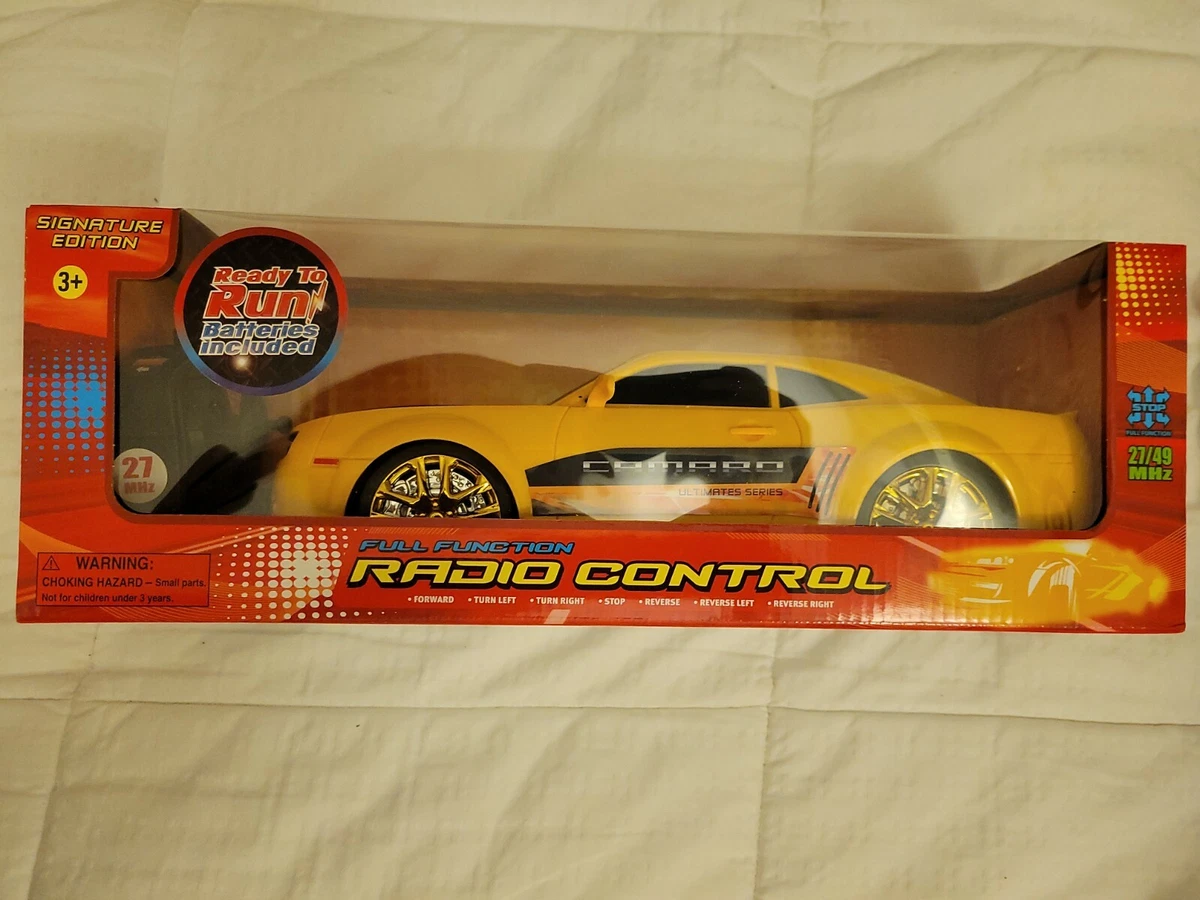 SIGNATURE
EDITION
3+
Ready To
Run
Batteries
Included
27
MHz
CAMARO
ULTIMATES SERIES
STOP
FULL FUNCTION
27/49
MHz
⚠ WARNING:
CHOKING HAZARD – Small parts.
Not for children under 3 years.
FULL FUNCTION
RADIO CONTROL
• FORWARD • TURN LEFT • TURN RIGHT • STOP • REVERSE • REVERSE LEFT • REVERSE RIGHT